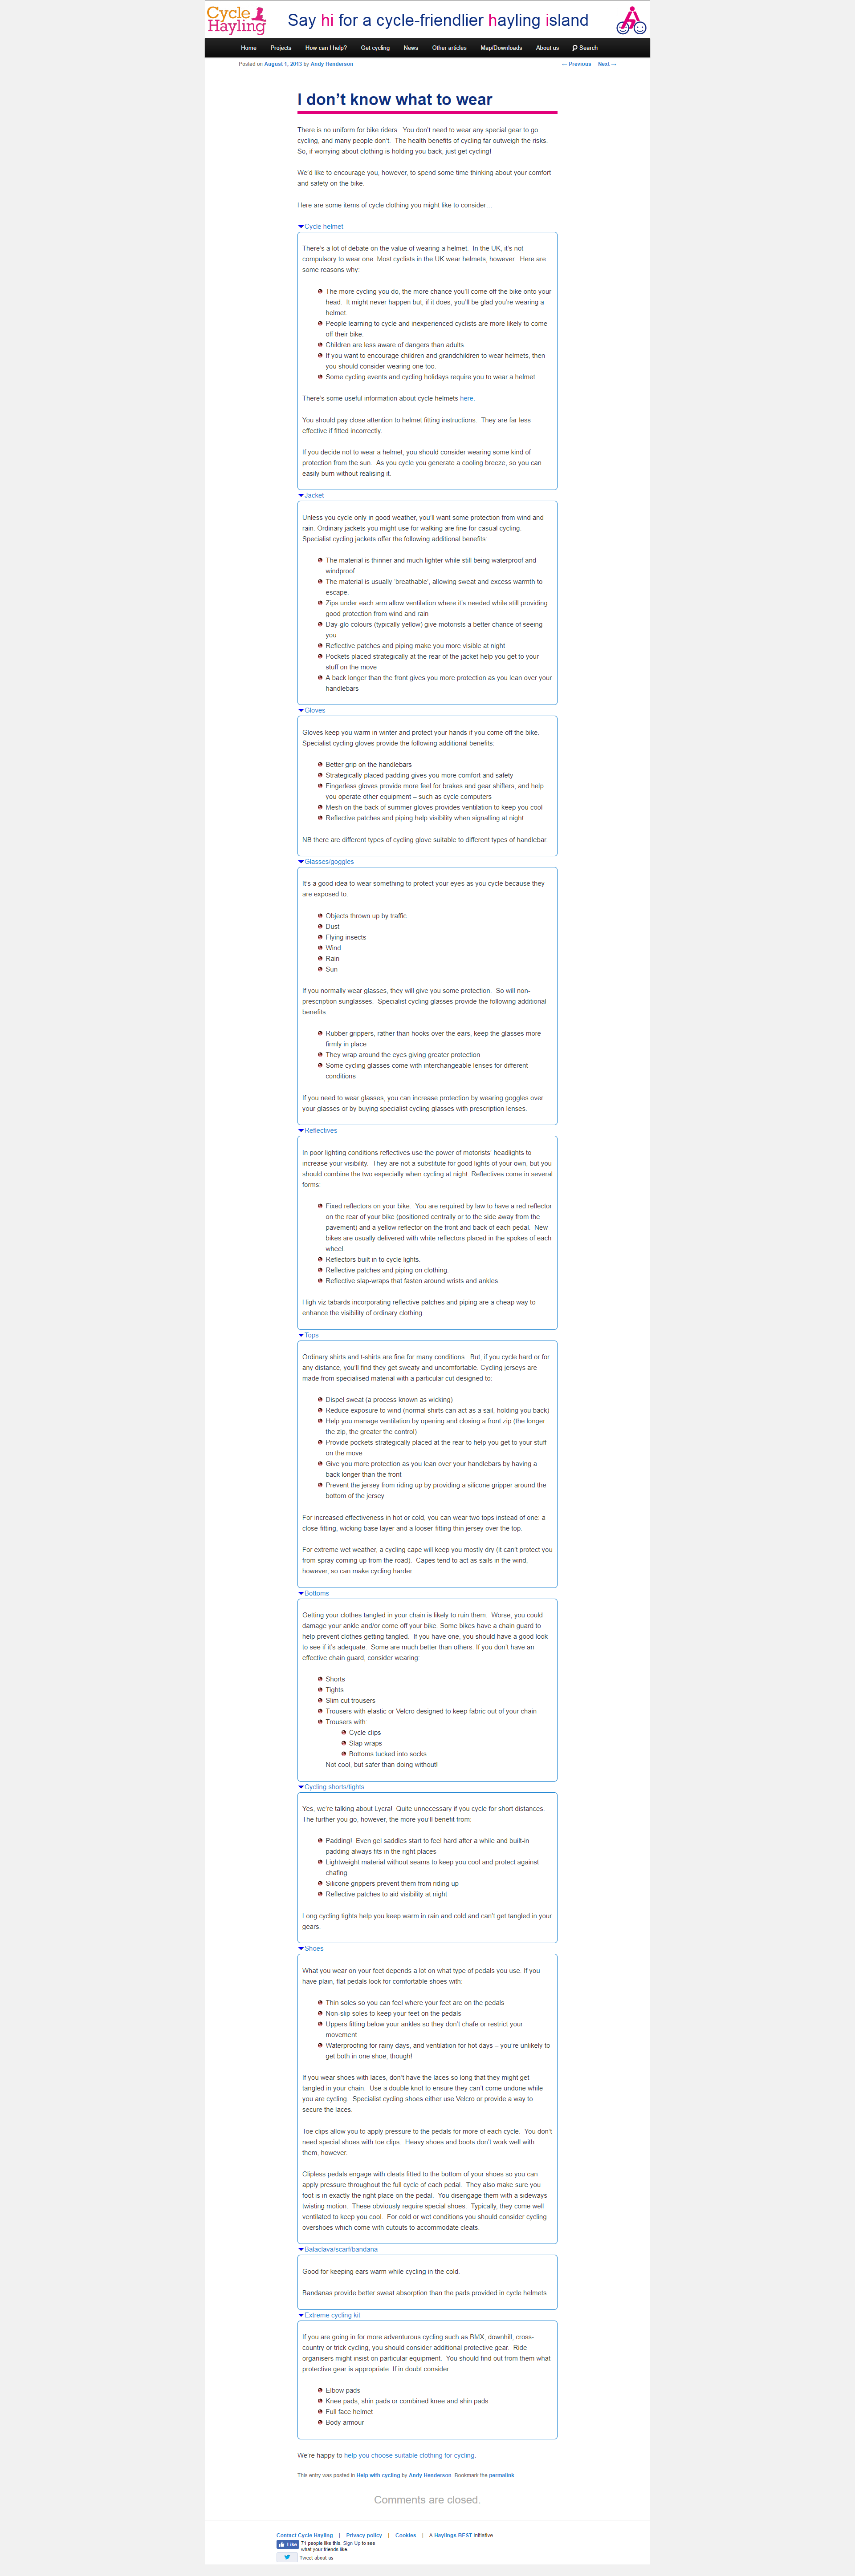 Cycle
Hayling
Say hi for a cycle-friendlier hayling island
Home Projects How can I help? Get cycling News Other articles Map/Downloads About us Search
Posted on August 1, 2013 by Andy Henderson ← Previous Next →
I don't know what to wear
There is no uniform for bike riders. You don't need to wear any special gear to go
cycling, and many people don't. The health benefits of cycling far outweigh the risks.
So, if worrying about clothing is holding you back, just get cycling!
We'd like to encourage you, however, to spend some time thinking about your comfort
and safety on the bike.
Here are some items of cycle clothing you might like to consider…
Cycle helmet
There's a lot of debate on the value of wearing a helmet. In the UK, it's not
compulsory to wear one. Most cyclists in the UK wear helmets, however. Here are
some reasons why:
The more cycling you do, the more chance you'll come off the bike onto your
head. It might never happen but, if it does, you'll be glad you're wearing a
helmet.
People learning to cycle and inexperienced cyclists are more likely to come
off their bike.
Children are less aware of dangers than adults.
If you want to encourage children and grandchildren to wear helmets, then
you should consider wearing one too.
Some cycling events and cycling holidays require you to wear a helmet.
There's some useful information about cycle helmets here.
You should pay close attention to helmet fitting instructions. They are far less
effective if fitted incorrectly.
If you decide not to wear a helmet, you should consider wearing some kind of
protection from the sun. As you cycle you generate a cooling breeze, so you can
easily burn without realising it.
Jacket
Unless you cycle only in good weather, you'll want some protection from wind and
rain. Ordinary jackets you might use for walking are fine for casual cycling.
Specialist cycling jackets offer the following additional benefits:
The material is thinner and much lighter while still being waterproof and
windproof
The material is usually 'breathable', allowing sweat and excess warmth to
escape.
Zips under each arm allow ventilation where it's needed while still providing
good protection from wind and rain
Day-glo colours (typically yellow) give motorists a better chance of seeing
you
Reflective patches and piping make you more visible at night
Pockets placed strategically at the rear of the jacket help you get to your
stuff on the move
A back longer than the front gives you more protection as you lean over your
handlebars
Gloves
Gloves keep you warm in winter and protect your hands if you come off the bike.
Specialist cycling gloves provide the following additional benefits:
Better grip on the handlebars
Strategically placed padding gives you more comfort and safety
Fingerless gloves provide more feel for brakes and gear shifters, and help
you operate other equipment – such as cycle computers
Mesh on the back of summer gloves provides ventilation to keep you cool
Reflective patches and piping help visibility when signalling at night
NB there are different types of cycling glove suitable to different types of handlebar.
Glasses/goggles
It's a good idea to wear something to protect your eyes as you cycle because they
are exposed to:
Objects thrown up by traffic
Dust
Flying insects
Wind
Rain
Sun
If you normally wear glasses, they will give you some protection. So will non-
prescription sunglasses. Specialist cycling glasses provide the following additional
benefits:
Rubber grippers, rather than hooks over the ears, keep the glasses more
firmly in place
They wrap around the eyes giving greater protection
Some cycling glasses come with interchangeable lenses for different
conditions
If you need to wear glasses, you can increase protection by wearing goggles over
your glasses or by buying specialist cycling glasses with prescription lenses.
Reflectives
In poor lighting conditions reflectives use the power of motorists' headlights to
increase your visibility. They are not a substitute for good lights of your own, but you
should combine the two especially when cycling at night. Reflectives come in several
forms:
Fixed reflectors on your bike. You are required by law to have a red reflector
on the rear of your bike (positioned centrally or to the side away from the
pavement) and a yellow reflector on the front and back of each pedal. New
bikes are usually delivered with white reflectors placed in the spokes of each
wheel.
Reflectors built in to cycle lights.
Reflective patches and piping on clothing.
Reflective slap-wraps that fasten around wrists and ankles.
High viz tabards incorporating reflective patches and piping are a cheap way to
enhance the visibility of ordinary clothing.
Tops
Ordinary shirts and t-shirts are fine for many conditions. But, if you cycle hard or for
any distance, you'll find they get sweaty and uncomfortable. Cycling jerseys are
made from specialised material with a particular cut designed to:
Dispel sweat (a process known as wicking)
Reduce exposure to wind (normal shirts can act as a sail, holding you back)
Help you manage ventilation by opening and closing a front zip (the longer
the zip, the greater the control)
Provide pockets strategically placed at the rear to help you get to your stuff
on the move
Give you more protection as you lean over your handlebars by having a
back longer than the front
Prevent the jersey from riding up by providing a silicone gripper around the
bottom of the jersey
For increased effectiveness in hot or cold, you can wear two tops instead of one: a
close-fitting, wicking base layer and a looser-fitting thin jersey over the top.
For extreme wet weather, a cycling cape will keep you mostly dry (it can't protect you
from spray coming up from the road). Capes tend to act as sails in the wind,
however, so can make cycling harder.
Bottoms
Getting your clothes tangled in your chain is likely to ruin them. Worse, you could
damage your ankle and/or come off your bike. Some bikes have a chain guard to
help prevent clothes getting tangled. If you have one, you should have a good look
to see if it's adequate. Some are much better than others. If you don't have an
effective chain guard, consider wearing:
Shorts
Tights
Slim cut trousers
Trousers with elastic or Velcro designed to keep fabric out of your chain
Trousers with:
Cycle clips
Slap wraps
Bottoms tucked into socks
Not cool, but safer than doing without!
Cycling shorts/tights
Yes, we're talking about Lycra! Quite unnecessary if you cycle for short distances.
The further you go, however, the more you'll benefit from:
Padding! Even gel saddles start to feel hard after a while and built-in
padding always fits in the right places
Lightweight material without seams to keep you cool and protect against
chafing
Silicone grippers prevent them from riding up
Reflective patches to aid visibility at night
Long cycling tights help you keep warm in rain and cold and can't get tangled in your
gears.
Shoes
What you wear on your feet depends a lot on what type of pedals you use. If you
have plain, flat pedals look for comfortable shoes with:
Thin soles so you can feel where your feet are on the pedals
Non-slip soles to keep your feet on the pedals
Uppers fitting below your ankles so they don't chafe or restrict your
movement
Waterproofing for rainy days, and ventilation for hot days – you're unlikely to
get both in one shoe, though!
If you wear shoes with laces, don't have the laces so long that they might get
tangled in your chain. Use a double knot to ensure they can't come undone while
you are cycling. Specialist cycling shoes either use Velcro or provide a way to
secure the laces.
Toe clips allow you to apply pressure to the pedals for more of each cycle. You don't
need special shoes with toe clips. Heavy shoes and boots don't work well with
them, however.
Clipless pedals engage with cleats fitted to the bottom of your shoes so you can
apply pressure throughout the full cycle of each pedal. They also make sure you
foot is in exactly the right place on the pedal. You disengage them with a sideways
twisting motion. These obviously require special shoes. Typically, they come well
ventilated to keep you cool. For cold or wet conditions you should consider cycling
overshoes which come with cutouts to accommodate cleats.
Balaclava/scarf/bandana
Good for keeping ears warm while cycling in the cold.
Bandanas provide better sweat absorption than the pads provided in cycle helmets.
Extreme cycling kit
If you are going in for more adventurous cycling such as BMX, downhill, cross-
country or trick cycling, you should consider additional protective gear. Ride
organisers might insist on particular equipment. You should find out from them what
protective gear is appropriate. If in doubt consider:
Elbow pads
Knee pads, shin pads or combined knee and shin pads
Full face helmet
Body armour
We're happy to help you choose suitable clothing for cycling.
This entry was posted in Help with cycling by Andy Henderson. Bookmark the permalink.
Comments are closed.
Contact Cycle Hayling | Privacy policy | Cookies | A Haylings BEST initiative
Like 71 people like this. Sign Up to see
what your friends like.
Tweet about us